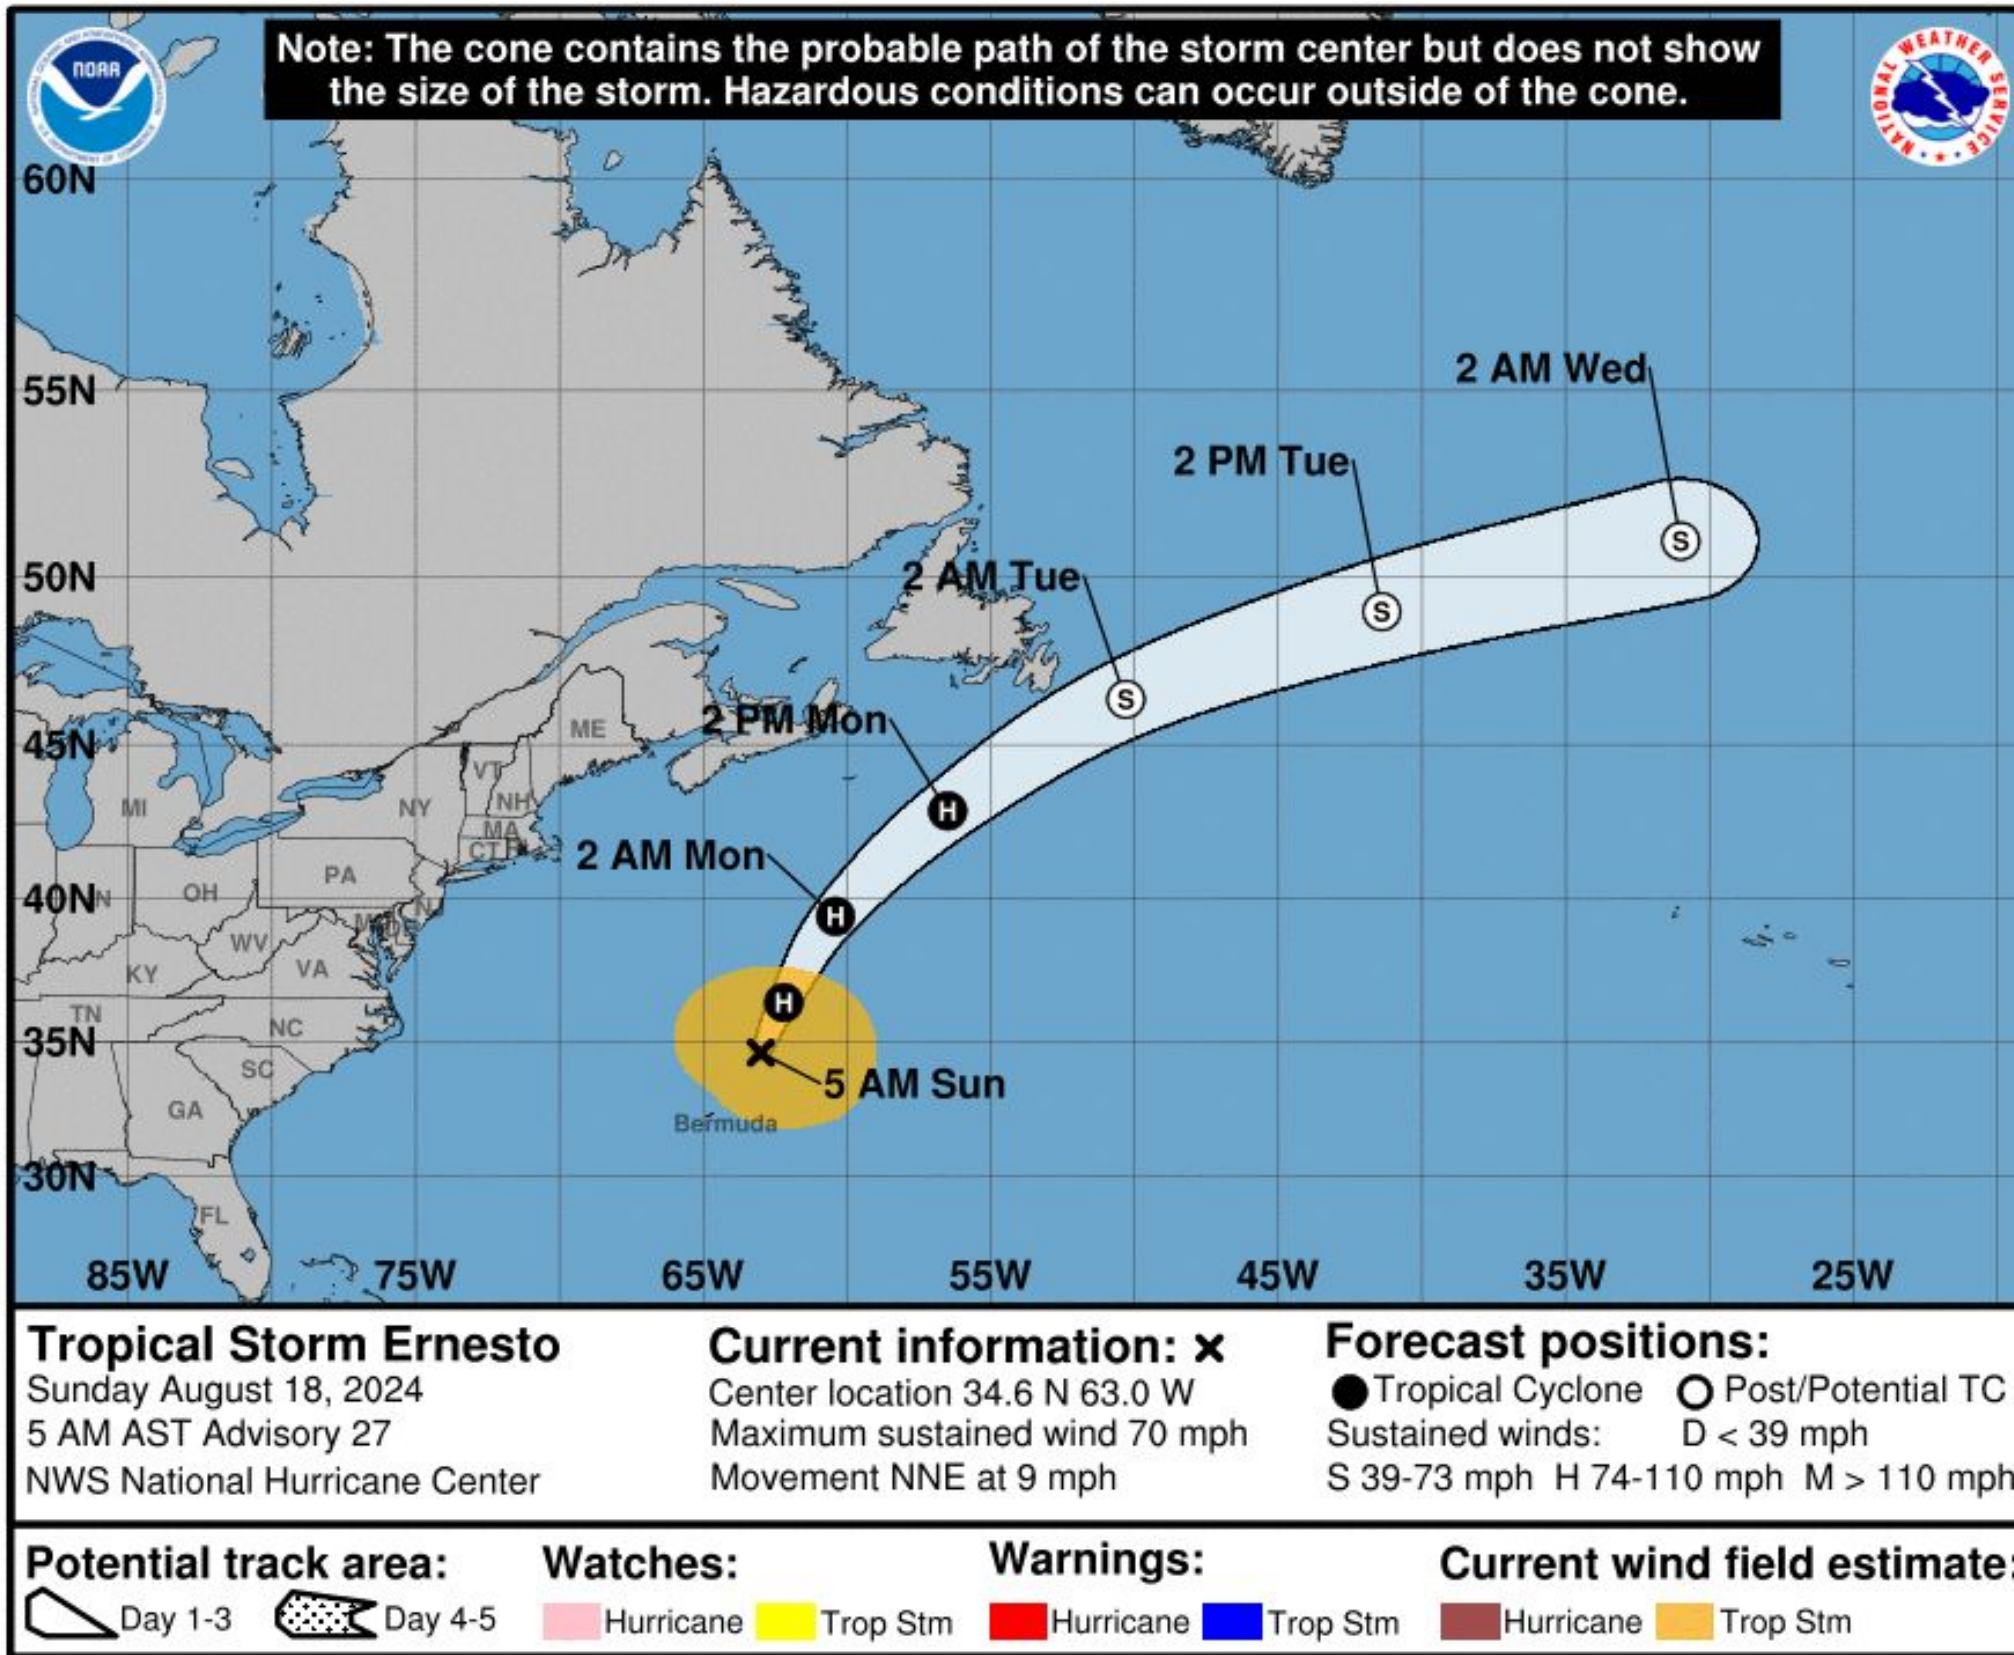 Note: The cone contains the probable path of the storm center but does not show
the size of the storm. Hazardous conditions can occur outside of the cone.
NOAA
NATIONAL WEATHER SERVICE
60N
55N
50N
45N
40N
35N
30N
2 AM Wed
2 PM Tue
2 AM Tue
2 PM Mon
2 AM Mon
5 AM Sun
S
S
S
H
H
H
ME
VT
NH
MA
CT
NY
MI
PA
OH
WV
VA
KY
TN
NC
SC
GA
FL
Bermuda
85W 75W 65W 55W 45W 35W 25W
Tropical Storm Ernesto
Sunday August 18, 2024
5 AM AST Advisory 27
NWS National Hurricane Center
Current information: x
Center location 34.6 N 63.0 W
Maximum sustained wind 70 mph
Movement NNE at 9 mph
Forecast positions:
Tropical Cyclone Post/Potential TC
Sustained winds: D < 39 mph
S 39-73 mph H 74-110 mph M > 110 mph
Potential track area:
Day 1-3 Day 4-5
Watches:
Hurricane Trop Stm
Warnings:
Hurricane Trop Stm
Current wind field estimate:
Hurricane Trop Stm